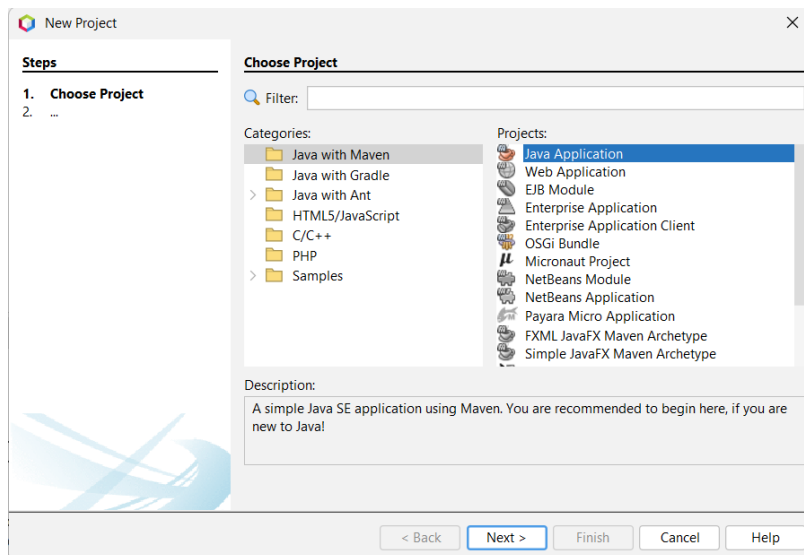 New Project
Steps
1. Choose Project
2. ...
Choose Project
Filter:
Categories:
Java with Maven
Java with Gradle
Java with Ant
HTML5/JavaScript
C/C++
PHP
Samples
Projects:
Java Application
Web Application
EJB Module
Enterprise Application
Enterprise Application Client
OSGi Bundle
Micronaut Project
NetBeans Module
NetBeans Application
Payara Micro Application
FXML JavaFX Maven Archetype
Simple JavaFX Maven Archetype
Description:
A simple Java SE application using Maven. You are recommended to begin here, if you are
new to Java!
< Back
Next >
Finish
Cancel
Help